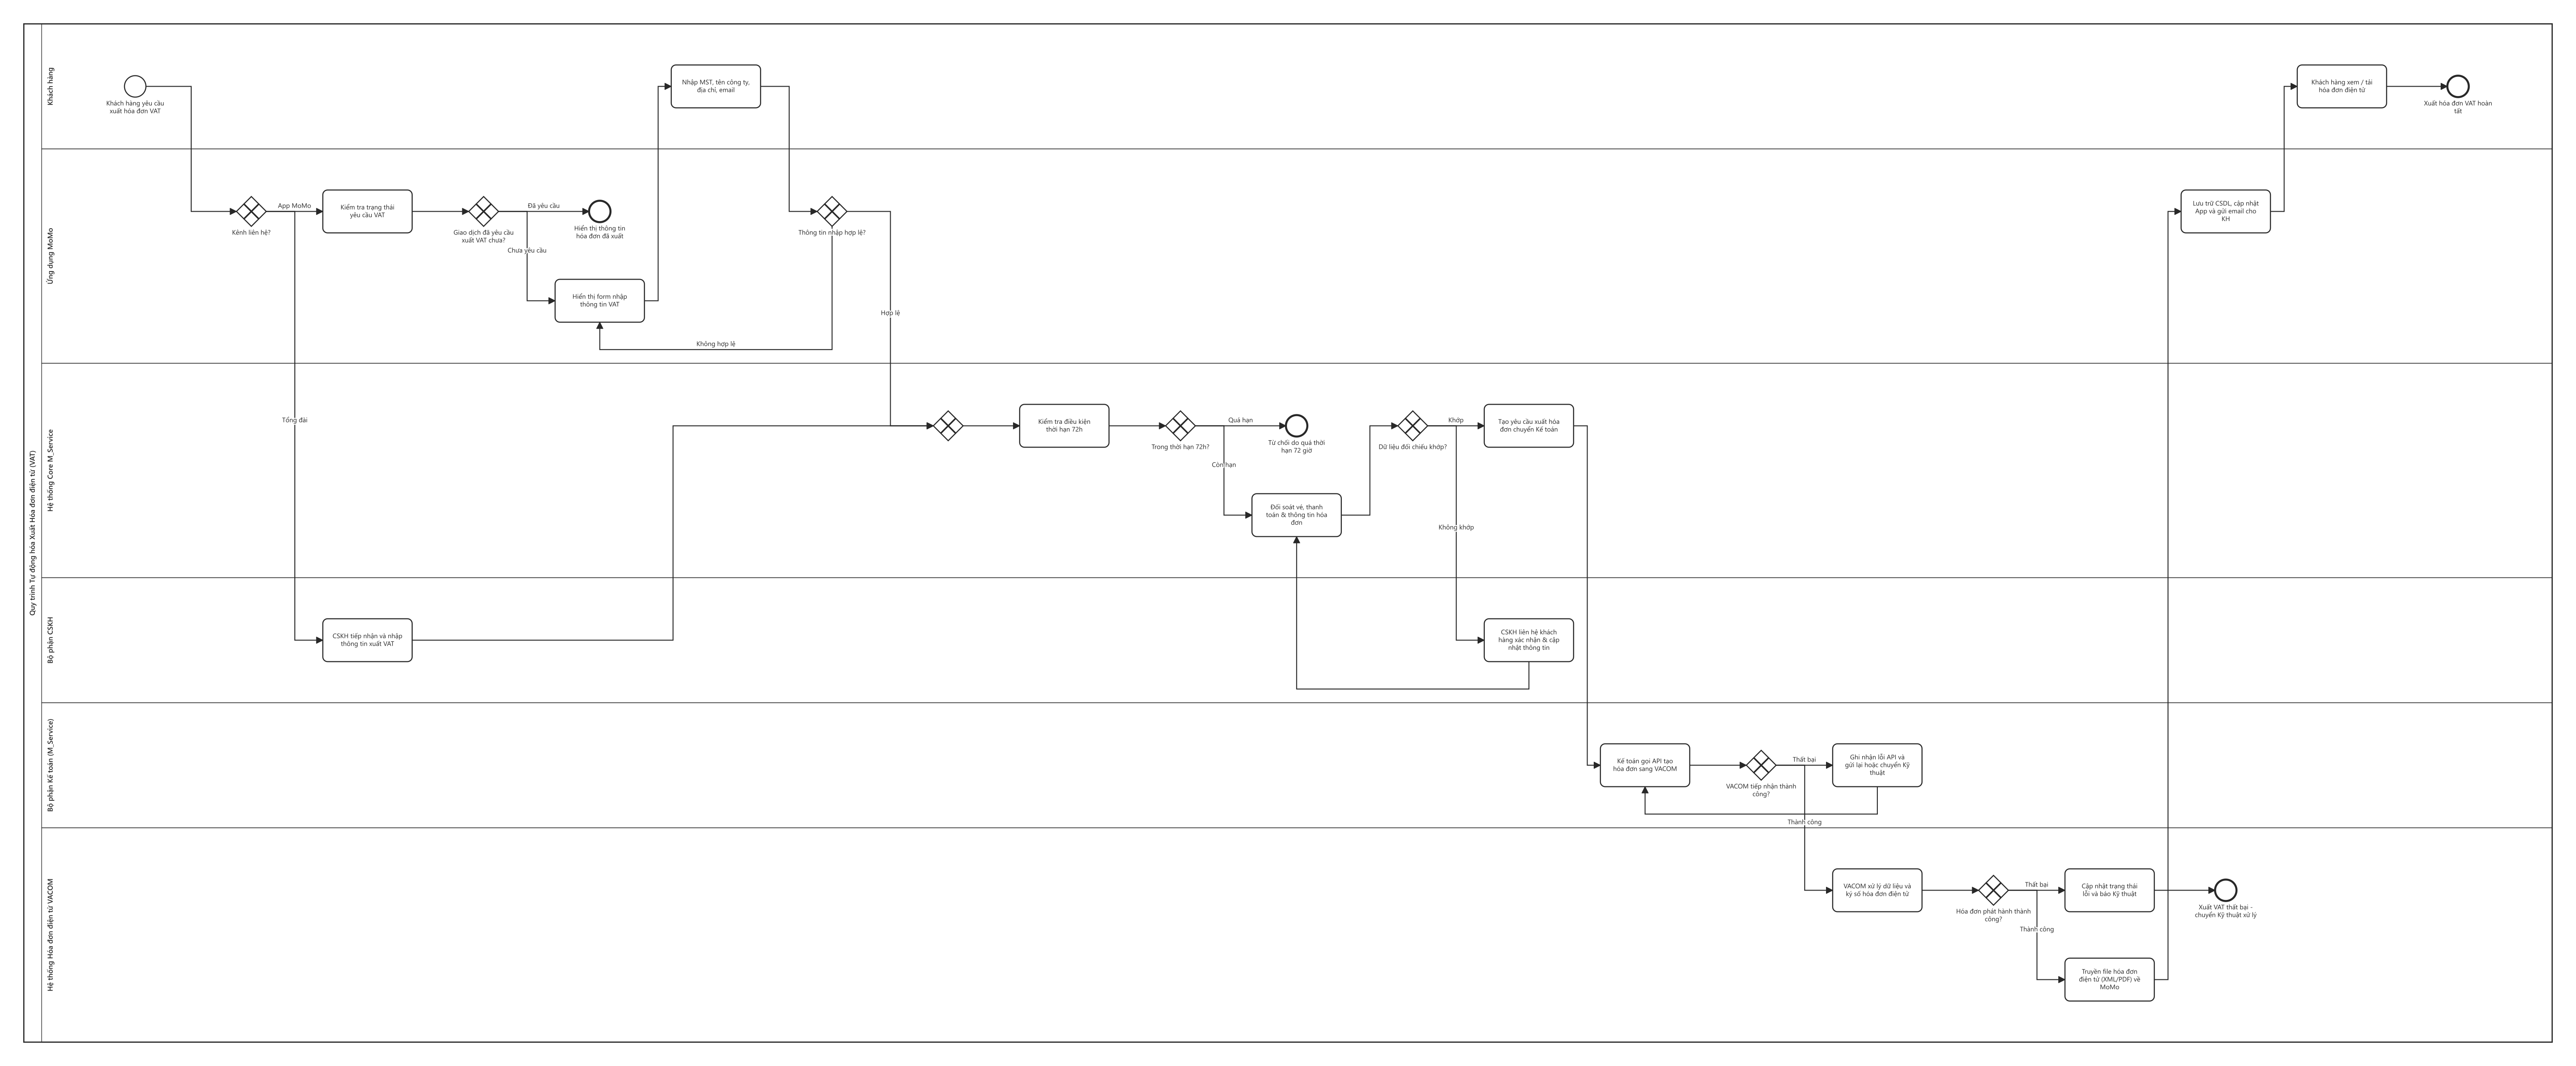 Quy trình Tự động hóa Xuất Hóa đơn điện tử (VAT)
Khách hàng
Khách hàng yêu cầu
xuất hóa đơn VAT
Nhập MST, tên công ty,
địa chỉ, email
Khách hàng xem / tải
hóa đơn điện tử
Xuất hóa đơn VAT hoàn
tất
Ứng dụng MoMo
Kênh liên hệ?
App MoMo
Kiểm tra trạng thái
yêu cầu VAT
Giao dịch đã yêu cầu
xuất VAT chưa?
Đã yêu cầu
Hiển thị thông tin
hóa đơn đã xuất
Chưa yêu cầu
Hiển thị form nhập
thông tin VAT
Thông tin nhập hợp lệ?
Không hợp lệ
Hợp lệ
Lưu trữ CSDL, cập nhật
App và gửi email cho
KH
Hệ thống Core M_Service
Tổng đài
Kiểm tra điều kiện
thời hạn 72h
Trong thời hạn 72h?
Quá hạn
Từ chối do quá thời
hạn 72 giờ
Còn hạn
Đối soát vé, thanh
toán & thông tin hóa
đơn
Dữ liệu đối chiếu khớp?
Khớp
Tạo yêu cầu xuất hóa
đơn chuyển Kế toán
Không khớp
Bộ phận CSKH
CSKH tiếp nhận và nhập
thông tin xuất VAT
CSKH liên hệ khách
hàng xác nhận & cập
nhật thông tin
Bộ phận Kế toán (M_Service)
Kế toán gọi API tạo
hóa đơn sang VACOM
VACOM tiếp nhận thành
công?
Thất bại
Ghi nhận lỗi API và
gửi lại hoặc chuyển Kỹ
thuật
Thành công
Hệ thống Hóa đơn điện tử VACOM
VACOM xử lý dữ liệu và
ký số hóa đơn điện tử
Hóa đơn phát hành thành
công?
Thất bại
Cập nhật trạng thái
lỗi và báo Kỹ thuật
Xuất VAT thất bại -
chuyển Kỹ thuật xử lý
Thành công
Truyền file hóa đơn
điện tử (XML/PDF) về
MoMo